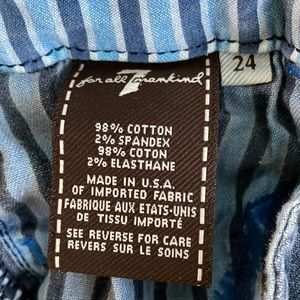 for all 7 mankind
24
98% COTTON
2% SPANDEX
98% COTON
2% ELASTHANE
MADE IN U.S.A.
OF IMPORTED FABRIC
FABRIQUE AUX ETATS-UNIS
DE TISSU IMPORTÉ
SEE REVERSE FOR CARE
REVERS SUR LE SOINS